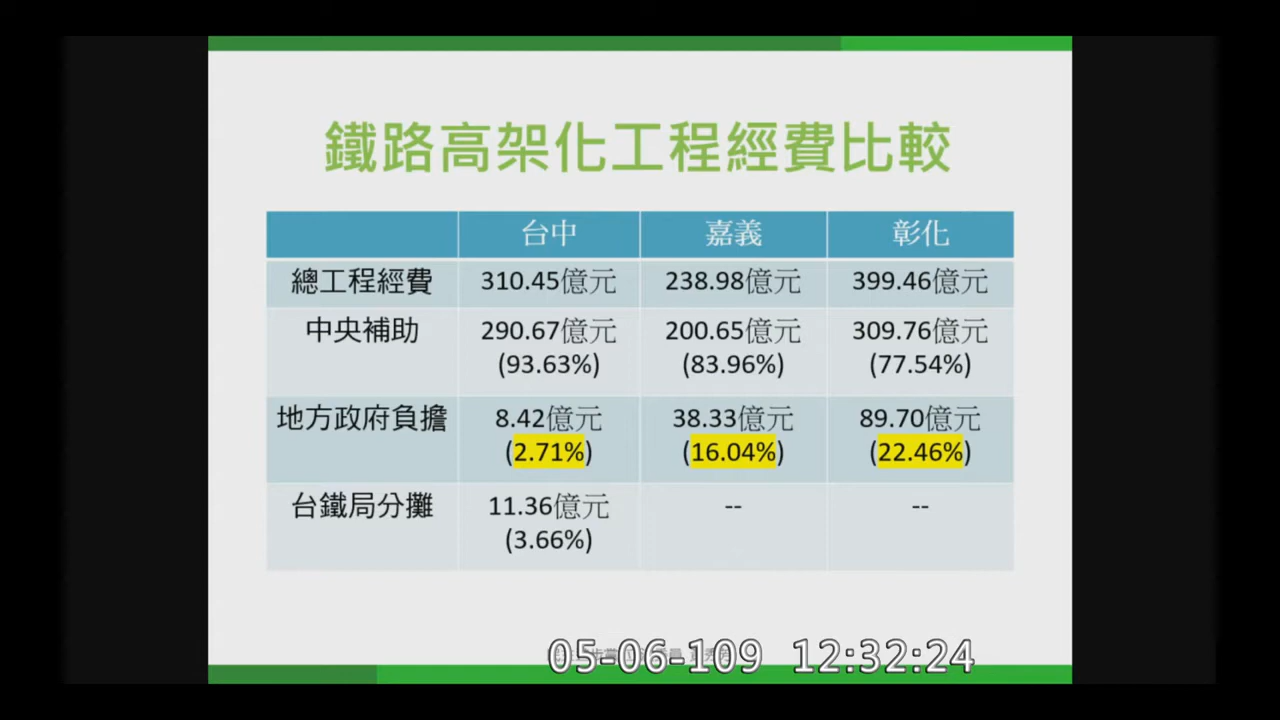 鐵路高架化工程經費比較
台中 嘉義 彰化
總工程經費 310.45億元 238.98億元 399.46億元
中央補助 290.67億元 200.65億元 309.76億元
(93.63%) (83.96%) (77.54%)
地方政府負擔 8.42億元 38.33億元 89.70億元
(2.71%) (16.04%) (22.46%)
台鐵局分攤 11.36億元 -- --
(3.66%)
05-06-109 12:32:24